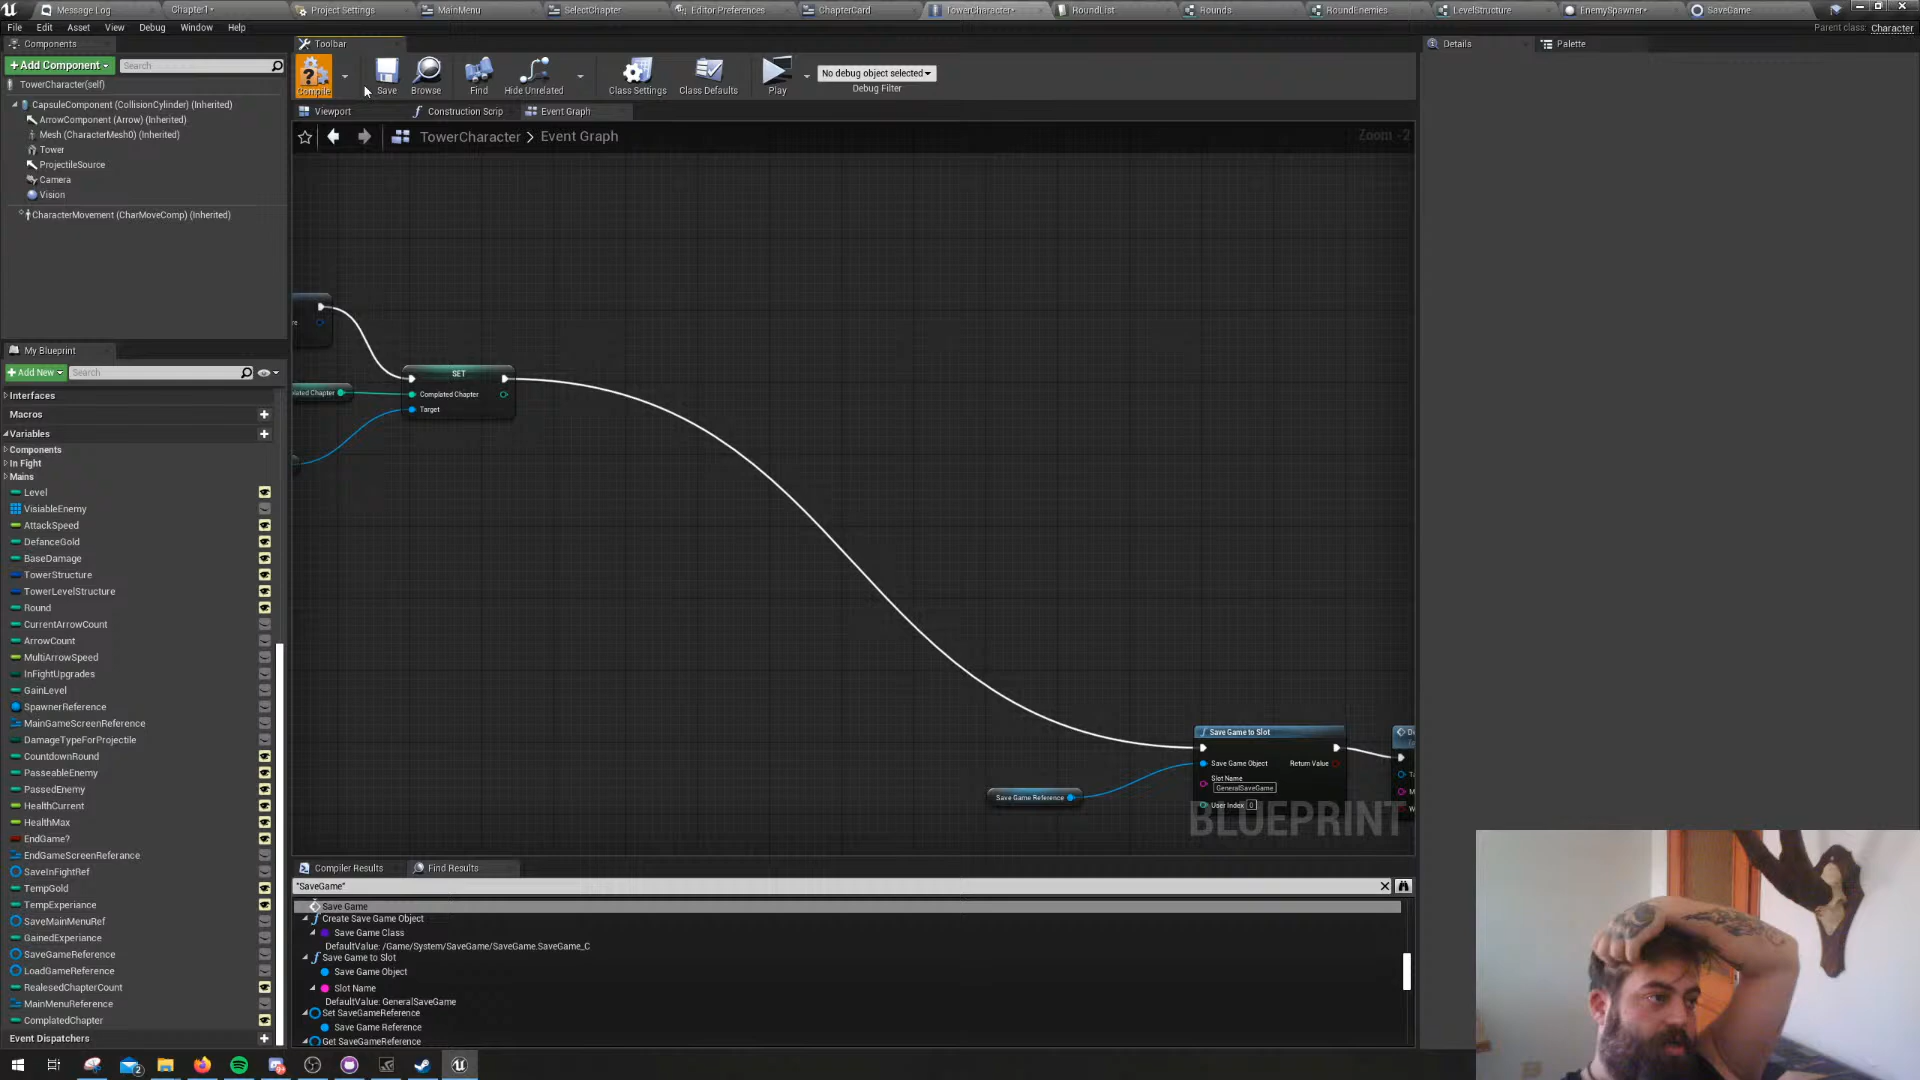 Message Log
Chapter1*
Project Settings
MainMenu
SelectChapter
EditorPreferences
ChapterCard
TowerCharacter*
RoundList
Rounds
RoundEnemies
LevelStructure
EnemySpawner*
SaveGame
File Edit Asset View Debug Window Help
Parent class: Character
Components
Toolbar
Details
Palette
+Add Component
Search
TowerCharacter(self)
CapsuleComponent (CollisionCylinder) (Inherited)
ArrowComponent (Arrow) (Inherited)
Mesh (CharacterMesh0) (Inherited)
Tower
ProjectileSource
Camera
Vision
CharacterMovement (CharMoveComp) (Inherited)
Compile
Save
Browse
Find
Hide Unrelated
Class Settings
Class Defaults
Play
No debug object selected
Debug Filter
Viewport
Construction Scrip
Event Graph
TowerCharacter > Event Graph
Zoom -2
My Blueprint
+Add New
Search
Interfaces
Macros
Variables
Components
In Fight
Mains
Level
VisiableEnemy
AttackSpeed
DefanceGold
BaseDamage
TowerStructure
TowerLevelStructure
Round
CurrentArrowCount
ArrowCount
MultiArrowSpeed
InFightUpgrades
GainLevel
SpawnerReference
MainGameScreenReference
DamageTypeForProjectile
CountdownRound
PasseableEnemy
PassedEnemy
HealthCurrent
HealthMax
EndGame?
EndGameScreenReferance
SaveInFightRef
TempGold
TempExperiance
SaveMainMenuRef
GainedExperiance
SaveGameReference
LoadGameReference
RealesedChapterCount
MainMenuReference
ComplatedChapter
Event Dispatchers
SET
Complated Chapter
Target
Save Game Reference
Save Game to Slot
Save Game Object
Return Value
Slot Name
GeneralSaveGame
User Index 0
BLUEPRINT
Compiler Results
Find Results
"SaveGame"
Save Game
Create Save Game Object
Save Game Class
DefaultValue: /Game/System/SaveGame/SaveGame.SaveGame_C
Save Game to Slot
Save Game Object
Slot Name
DefaultValue: GeneralSaveGame
Set SaveGameReference
Save Game Reference
Get SaveGameReference